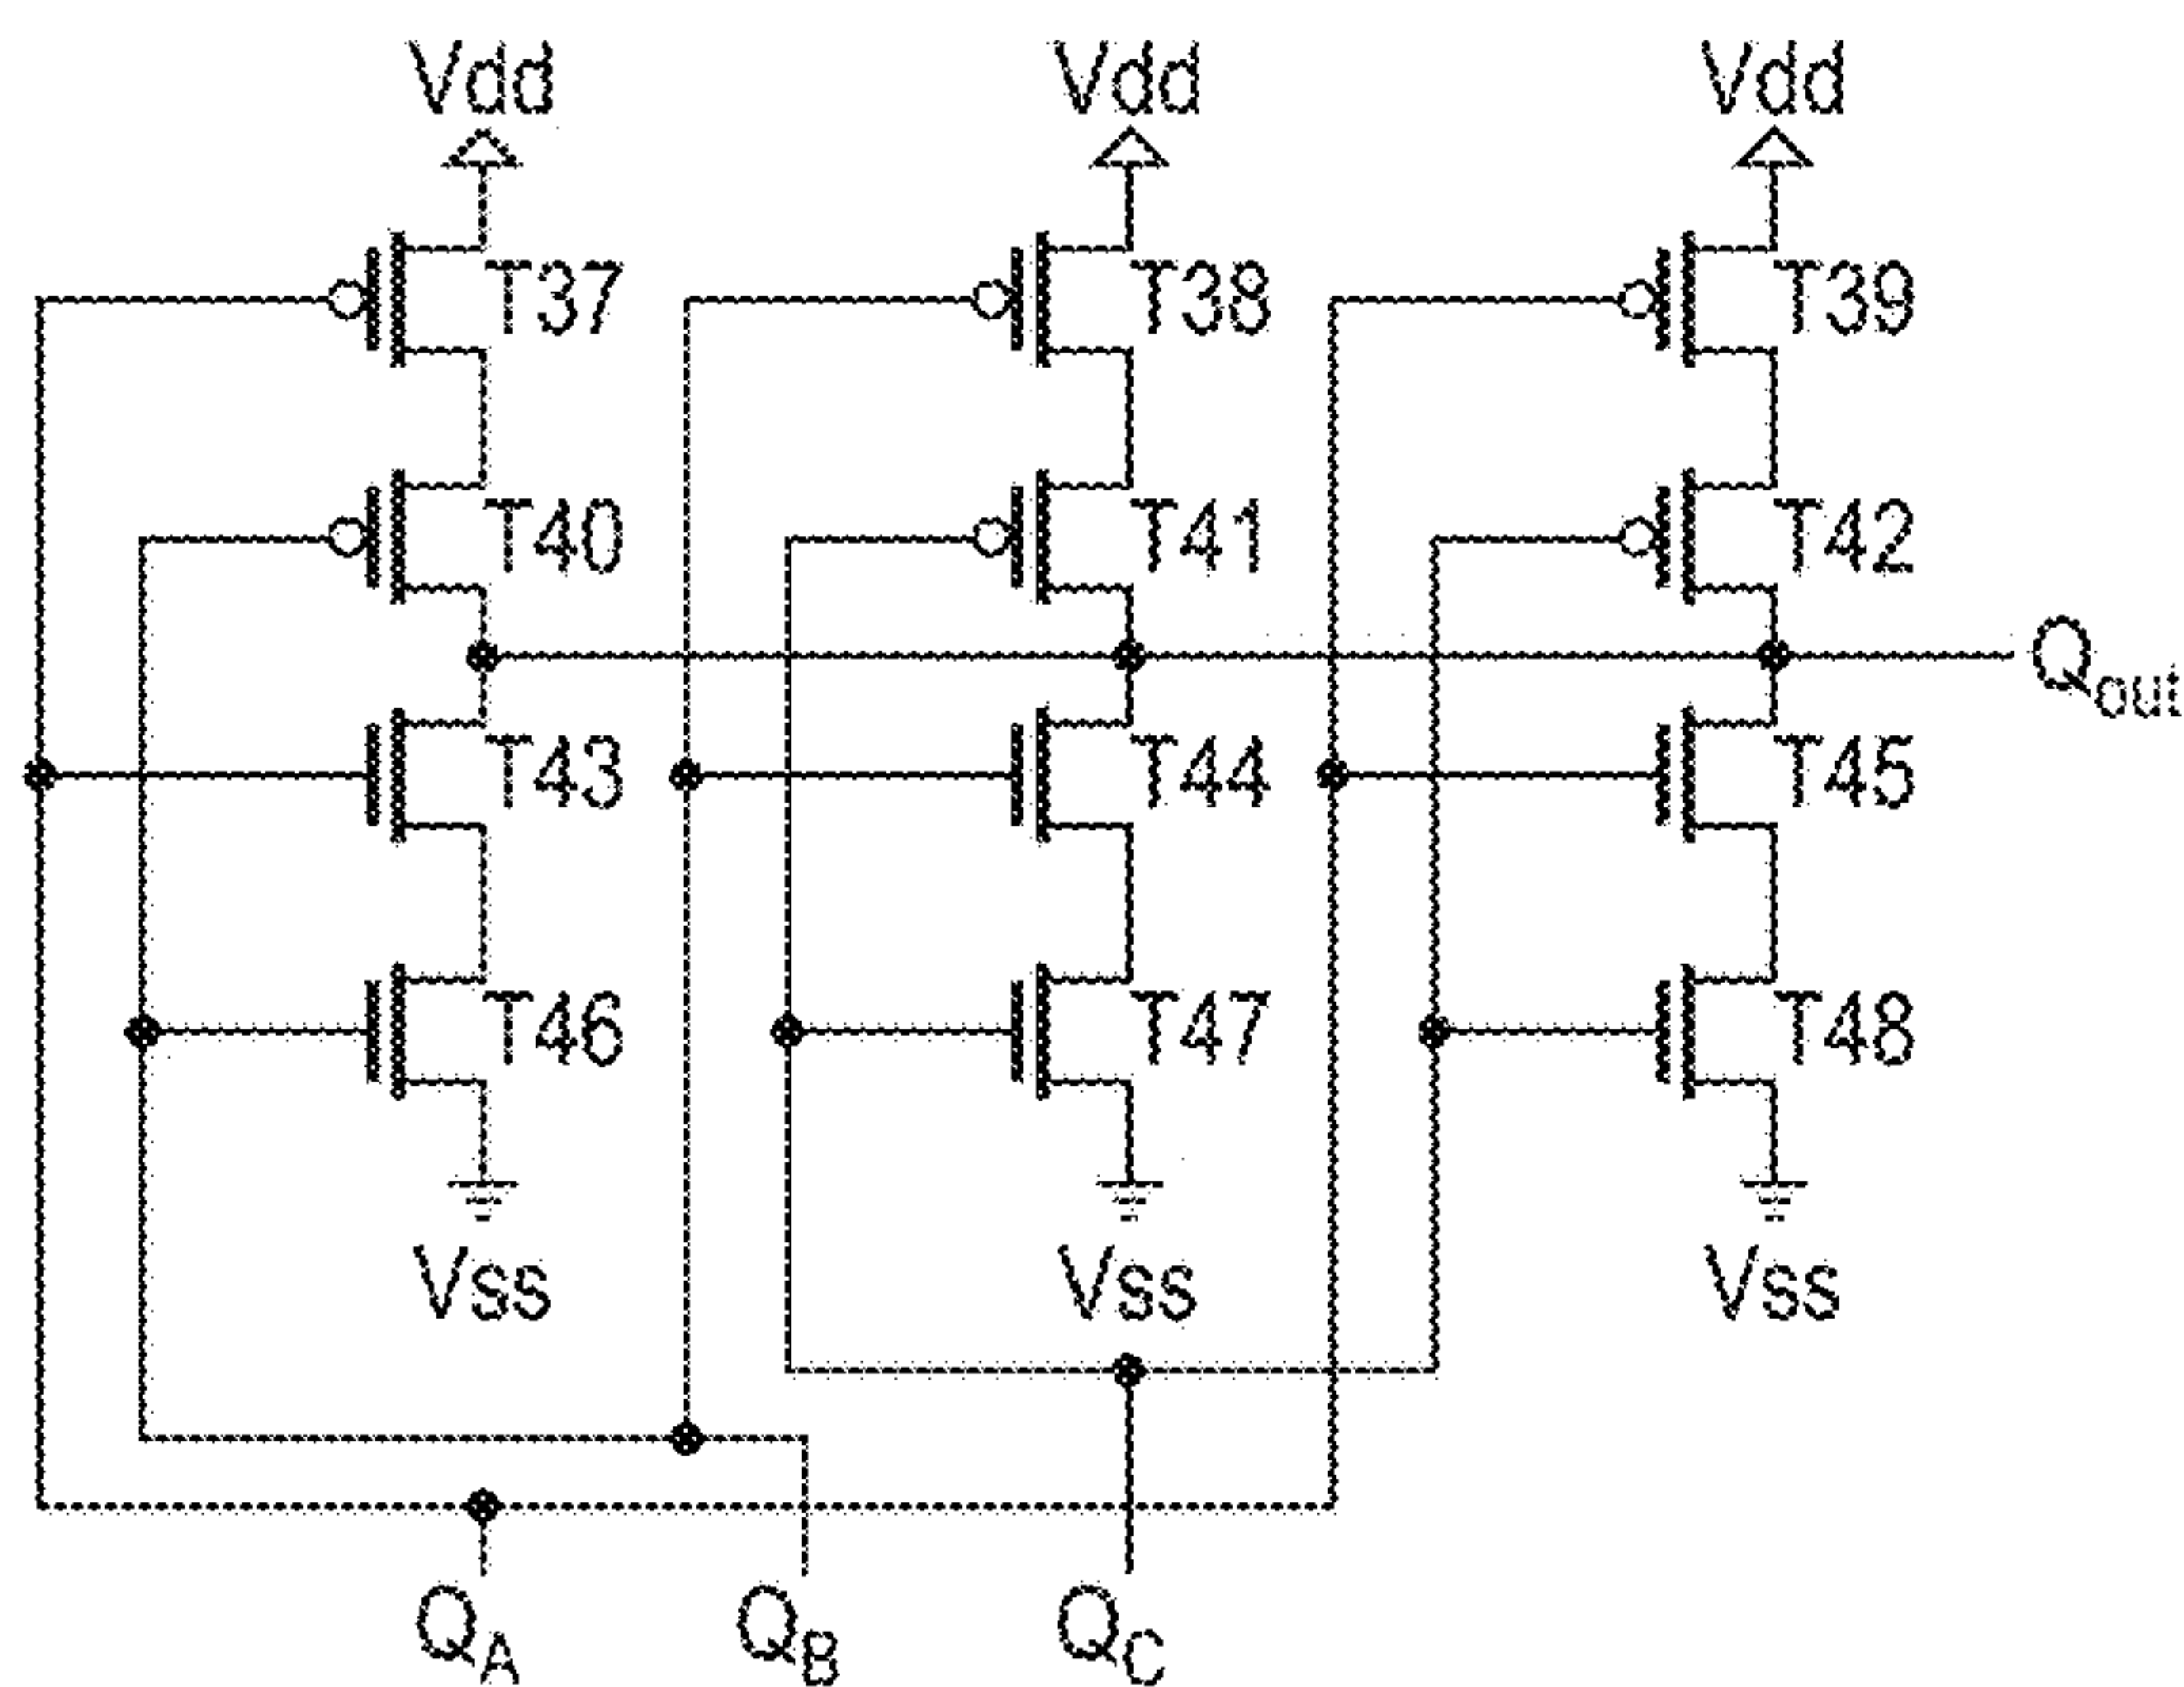 Vdd Vdd Vdd
T37 T38 T39
T40 T41 T42
Qout
T43 T44 T45
T46 T47 T48
Vss Vss Vss
QA QB QC